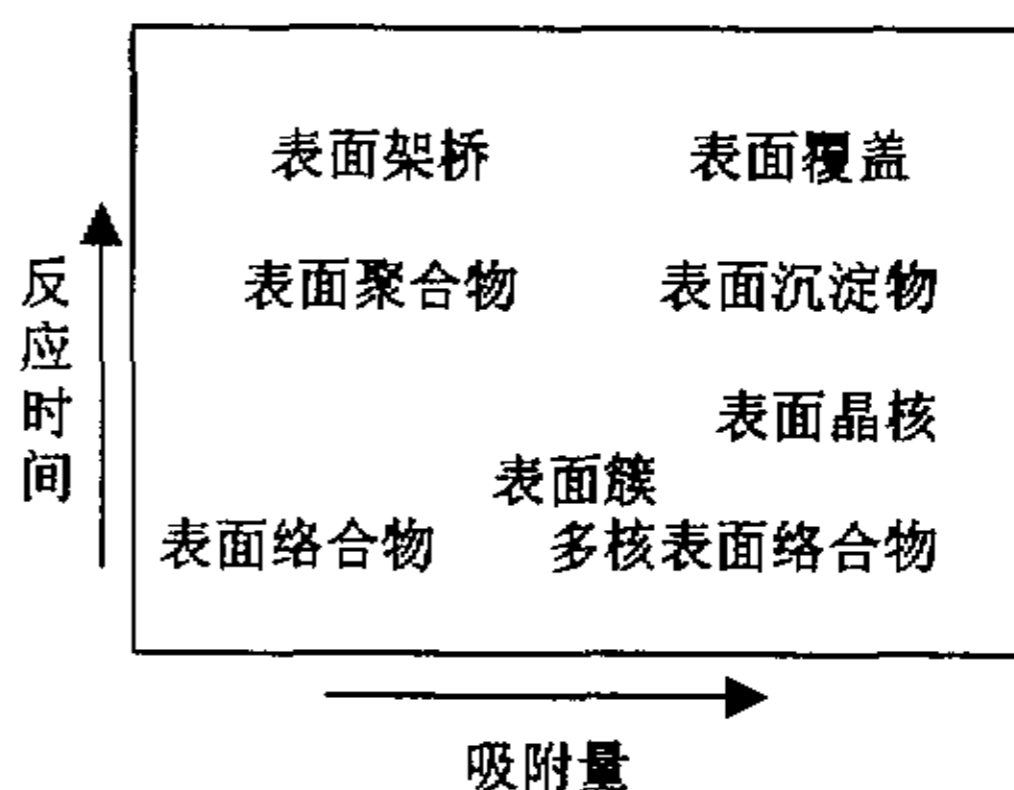 表面架桥 表面覆盖
表面聚合物 表面沉淀物
表面晶核
表面簇
表面络合物 多核表面络合物
反应时间
吸附量